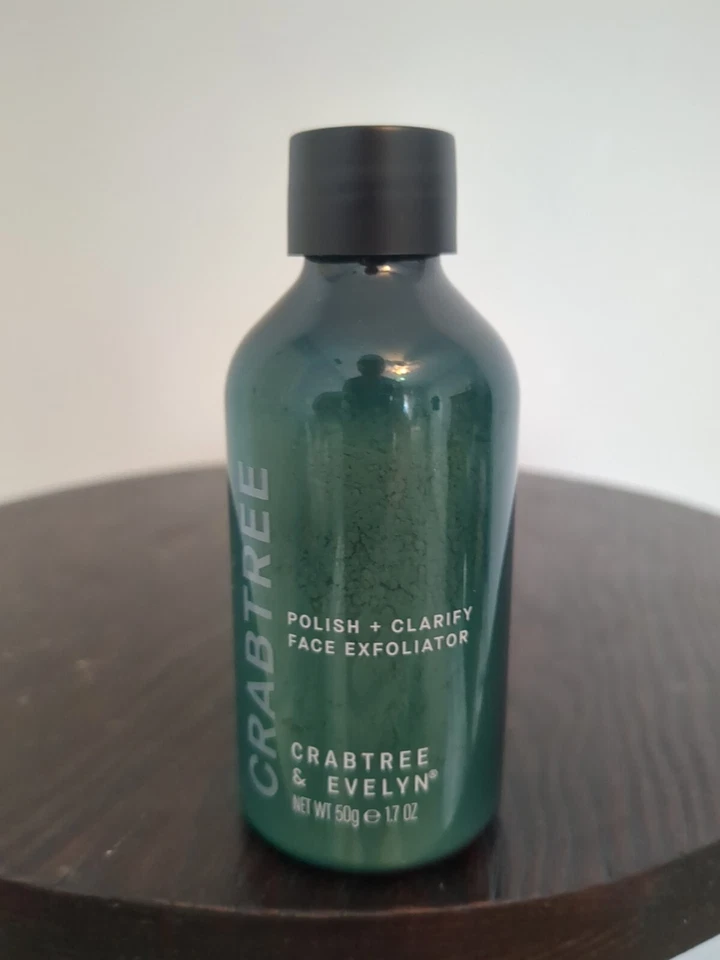 CRABTREE
POLISH + CLARIFY
FACE EXFOLIATOR
CRABTREE
& EVELYN®
NET WT 50g ℮ 1.7 OZ